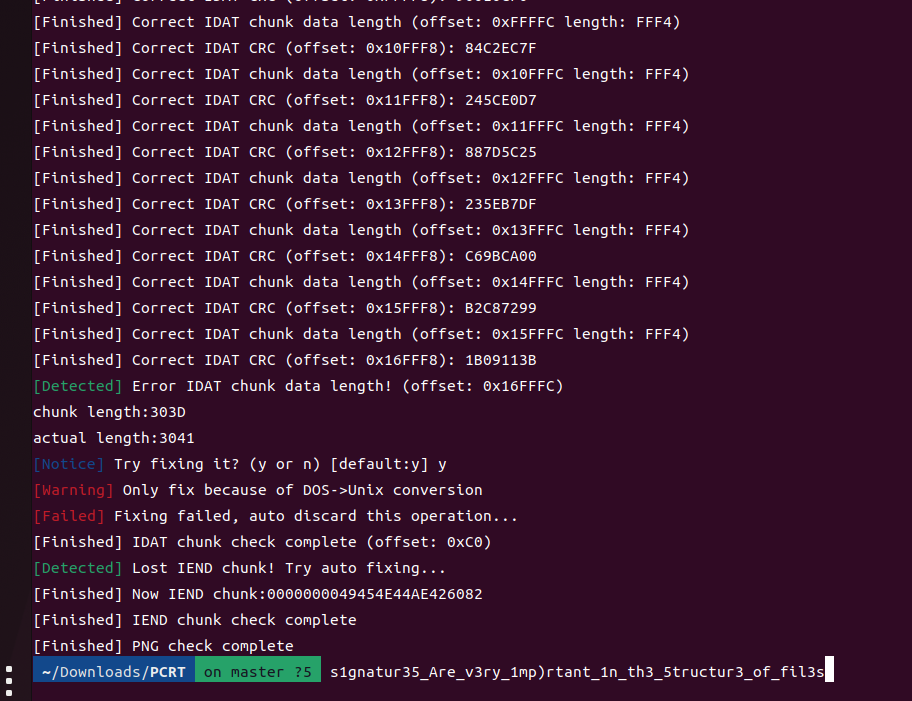 [Finished] Correct IDAT chunk data length (offset: 0xFFFFC length: FFF4)
[Finished] Correct IDAT CRC (offset: 0x10FFF8): 84C2EC7F
[Finished] Correct IDAT chunk data length (offset: 0x10FFFC length: FFF4)
[Finished] Correct IDAT CRC (offset: 0x11FFF8): 245CE0D7
[Finished] Correct IDAT chunk data length (offset: 0x11FFFC length: FFF4)
[Finished] Correct IDAT CRC (offset: 0x12FFF8): 887D5C25
[Finished] Correct IDAT chunk data length (offset: 0x12FFFC length: FFF4)
[Finished] Correct IDAT CRC (offset: 0x13FFF8): 235EB7DF
[Finished] Correct IDAT chunk data length (offset: 0x13FFFC length: FFF4)
[Finished] Correct IDAT CRC (offset: 0x14FFF8): C69BCA00
[Finished] Correct IDAT chunk data length (offset: 0x14FFFC length: FFF4)
[Finished] Correct IDAT CRC (offset: 0x15FFF8): B2C87299
[Finished] Correct IDAT chunk data length (offset: 0x15FFFC length: FFF4)
[Finished] Correct IDAT CRC (offset: 0x16FFF8): 1B09113B
[Detected] Error IDAT chunk data length! (offset: 0x16FFFC)
chunk length:303D
actual length:3041
[Notice] Try fixing it? (y or n) [default:y] y
[Warning] Only fix because of DOS->Unix conversion
[Failed] Fixing failed, auto discard this operation...
[Finished] IDAT chunk check complete (offset: 0xC0)
[Detected] Lost IEND chunk! Try auto fixing...
[Finished] Now IEND chunk:0000000049454E44AE426082
[Finished] IEND chunk check complete
[Finished] PNG check complete
~/Downloads/PCRT on master ?5 s1gnatur35_Are_v3ry_1mp)rtant_1n_th3_5tructur3_of_fil3s